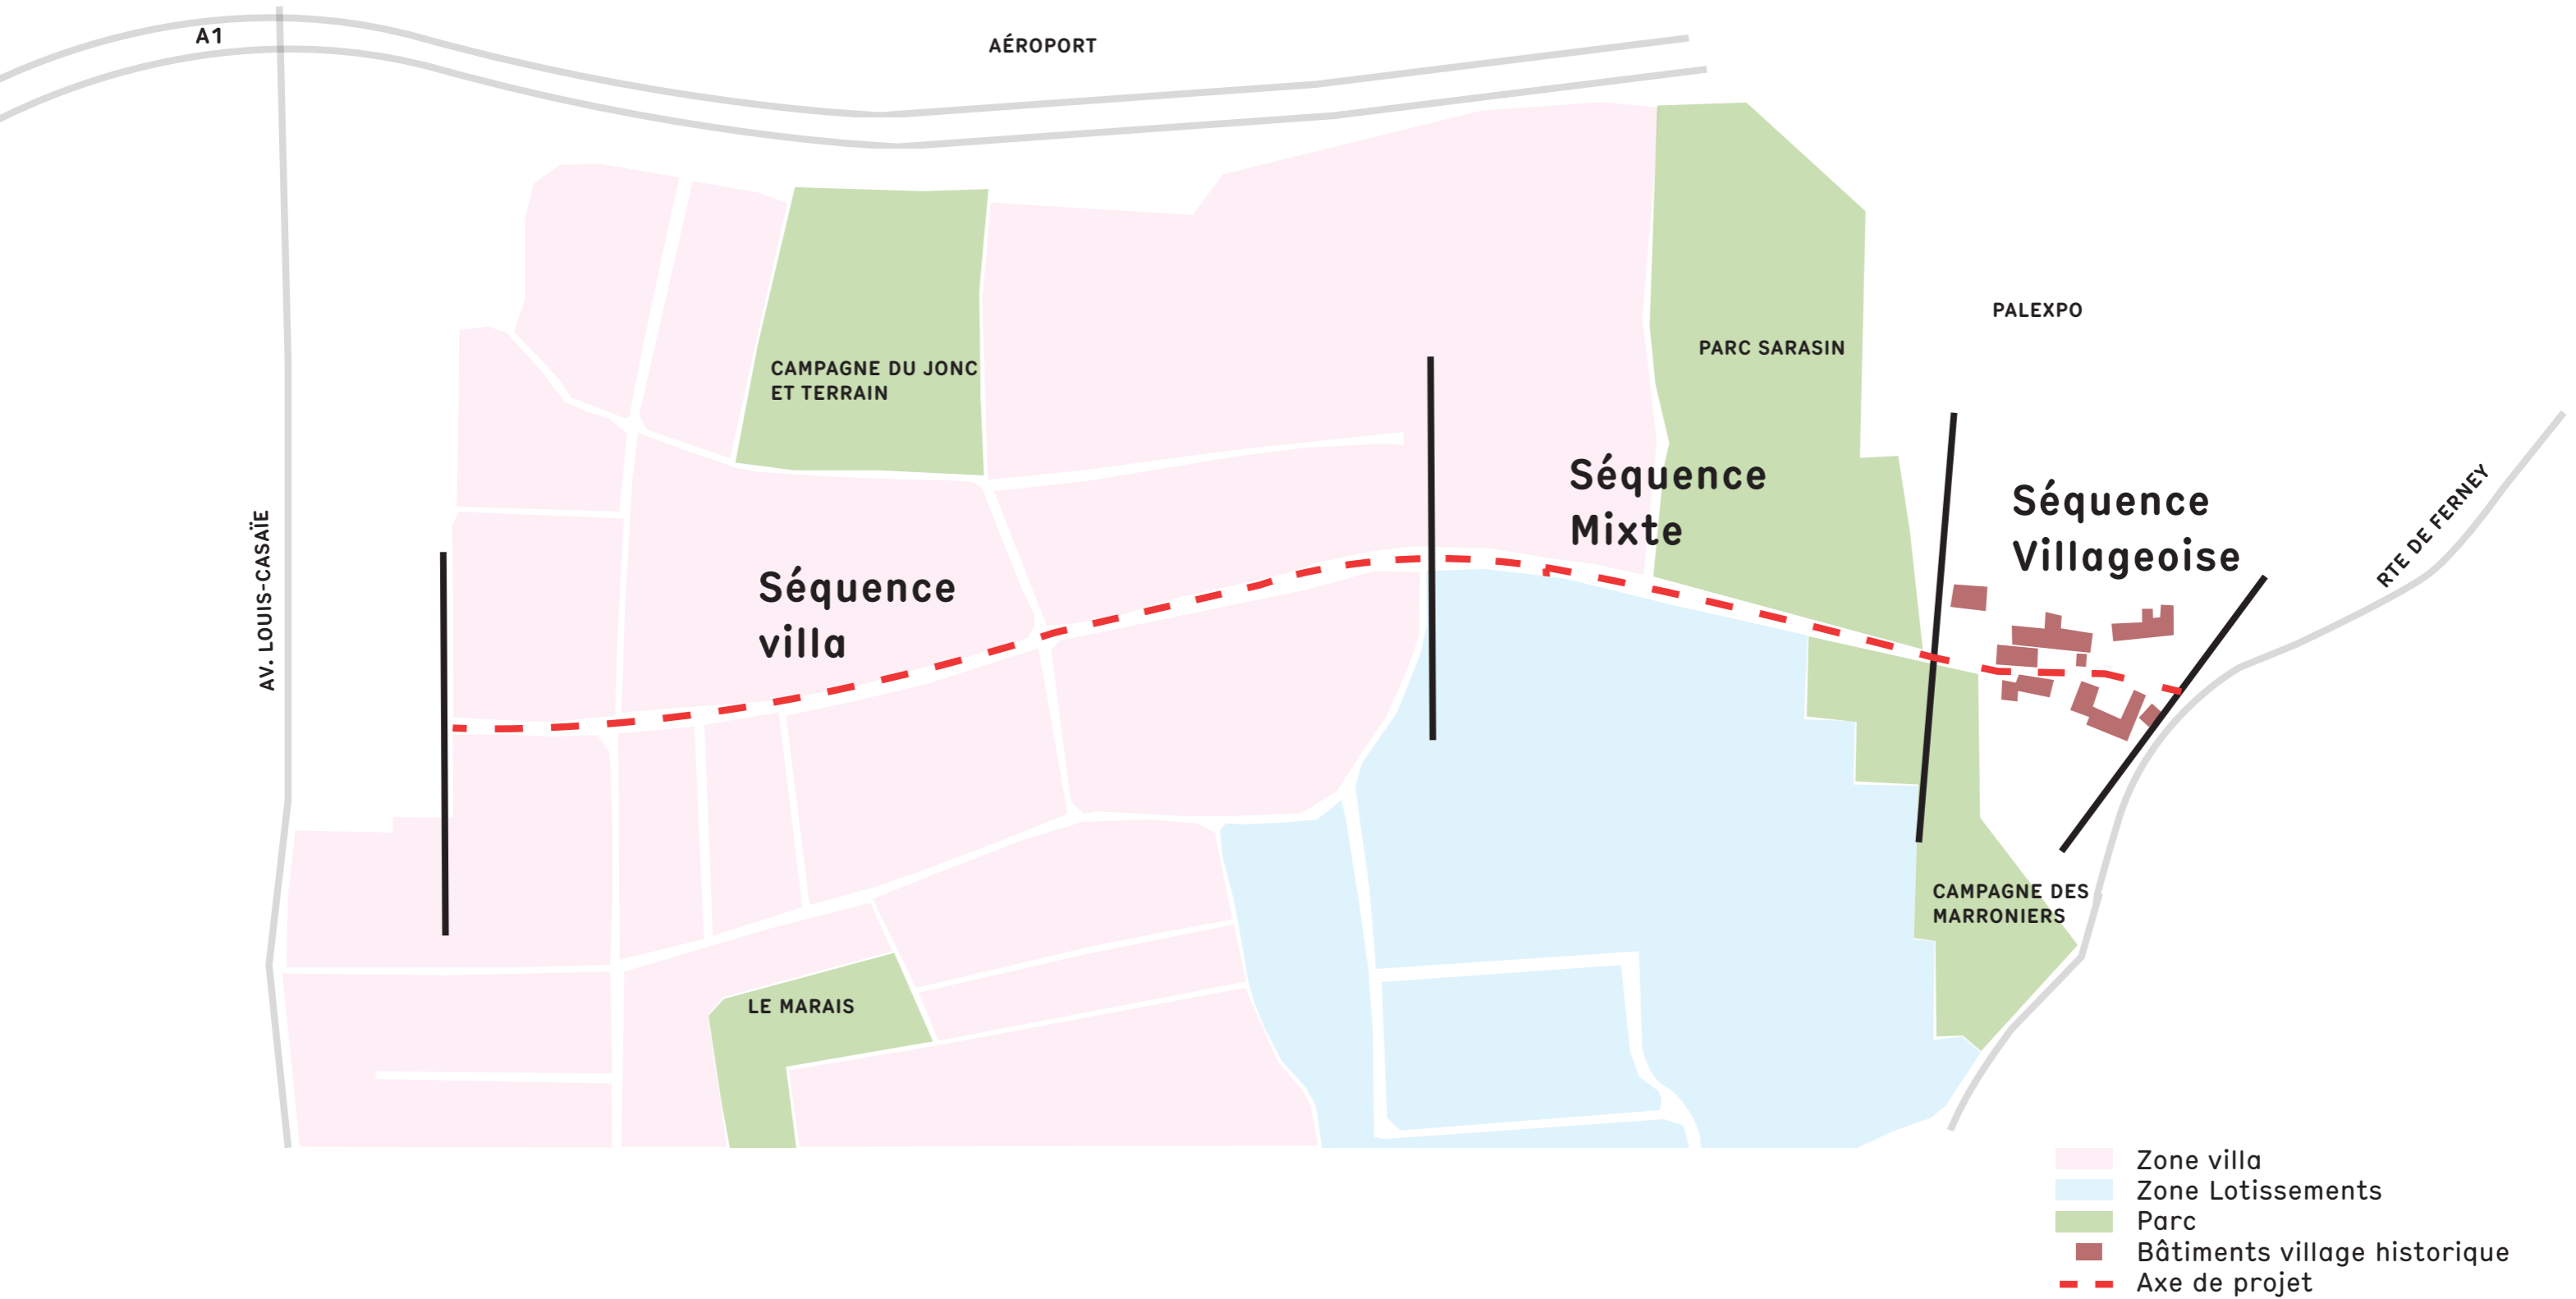 A1
AÉROPORT
PALEXPO
PARC SARASIN
CAMPAGNE DU JONC
ET TERRAIN
Séquence
Mixte
Séquence
Villageoise
RTE DE FERNEY
AV. LOUIS-CASAÏE
Séquence
villa
CAMPAGNE DES
MARRONIERS
LE MARAIS
Zone villa
Zone Lotissements
Parc
Bâtiments village historique
Axe de projet